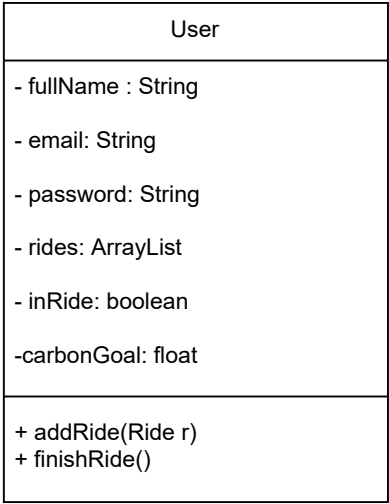 User
- fullName : String
- email: String
- password: String
- rides: ArrayList
- inRide: boolean
-carbonGoal: float
+ addRide(Ride r)
+ finishRide()